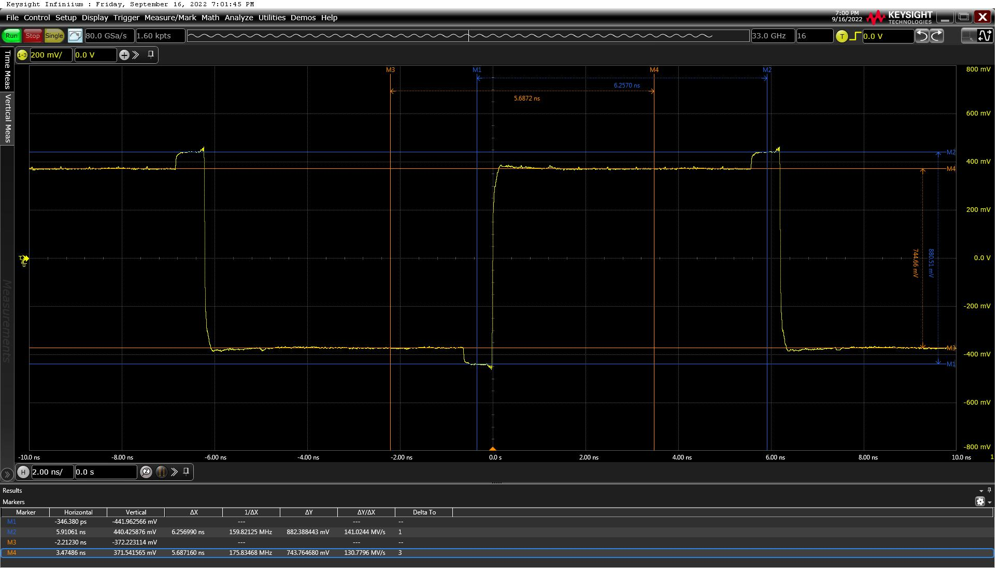 Keysight Infiniium : Friday, September 16, 2022 7:01:45 PM
File Control Setup Display Trigger Measure/Mark Math Analyze Utilities Demos Help
7:00 PM
9/16/2022
KEYSIGHT
TECHNOLOGIES
Run Stop Single 80.0 GSa/s 1.60 kpts 33.0 GHz 16 T 0.0 V
1-3 200 mV/ 0.0 V
Time Meas
Vertical Meas
Measurements
M3 M1 M4 M2
6.2570 ns
5.6872 ns
800 mV
600 mV
400 mV
200 mV
0.0 V
-200 mV
-400 mV
-600 mV
-800 mV
M2
M4
M3
M1
744.66 mV
880.51 mV
T
-10.0 ns -8.00 ns -6.00 ns -4.00 ns -2.00 ns 0.0 s 2.00 ns 4.00 ns 6.00 ns 8.00 ns 10.0 ns 1
H 2.00 ns/ 0.0 s
Results
Markers
Marker Horizontal Vertical ΔX 1/ΔX ΔY ΔY/ΔX Delta To
M1 -346.380 ps -441.962566 mV --- --- --
M2 5.91061 ns 440.425876 mV 6.256990 ns 159.82125 MHz 882.388443 mV 141.0244 MV/s 1
M3 -2.21230 ns -372.223114 mV --- --- --
M4 3.47486 ns 371.541565 mV 5.687160 ns 175.83468 MHz 743.764680 mV 130.7796 MV/s 3